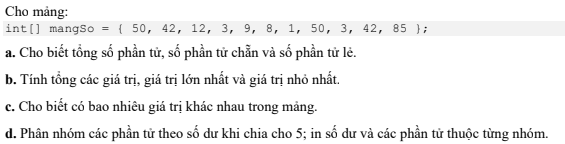 Cho mảng:
int[] mangSo = { 50, 42, 12, 3, 9, 8, 1, 50, 3, 42, 85 };
a. Cho biết tổng số phần tử, số phần tử chẵn và số phần tử lẻ.
b. Tính tổng các giá trị, giá trị lớn nhất và giá trị nhỏ nhất.
c. Cho biết có bao nhiêu giá trị khác nhau trong mảng.
d. Phân nhóm các phần tử theo số dư khi chia cho 5; in số dư và các phần tử thuộc từng nhóm.